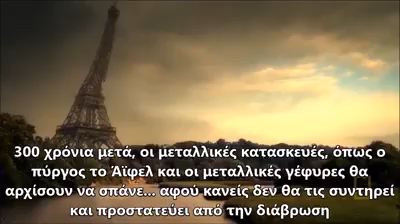 300 χρόνια μετά, οι μεταλλικές κατασκευές, όπως ο
πύργος το Άϊφελ και οι μεταλλικές γέφυρες θα
αρχίσουν να σπάνε... αφού κανείς δεν θα τις συντηρεί
και προστατεύει από την διάβρωση